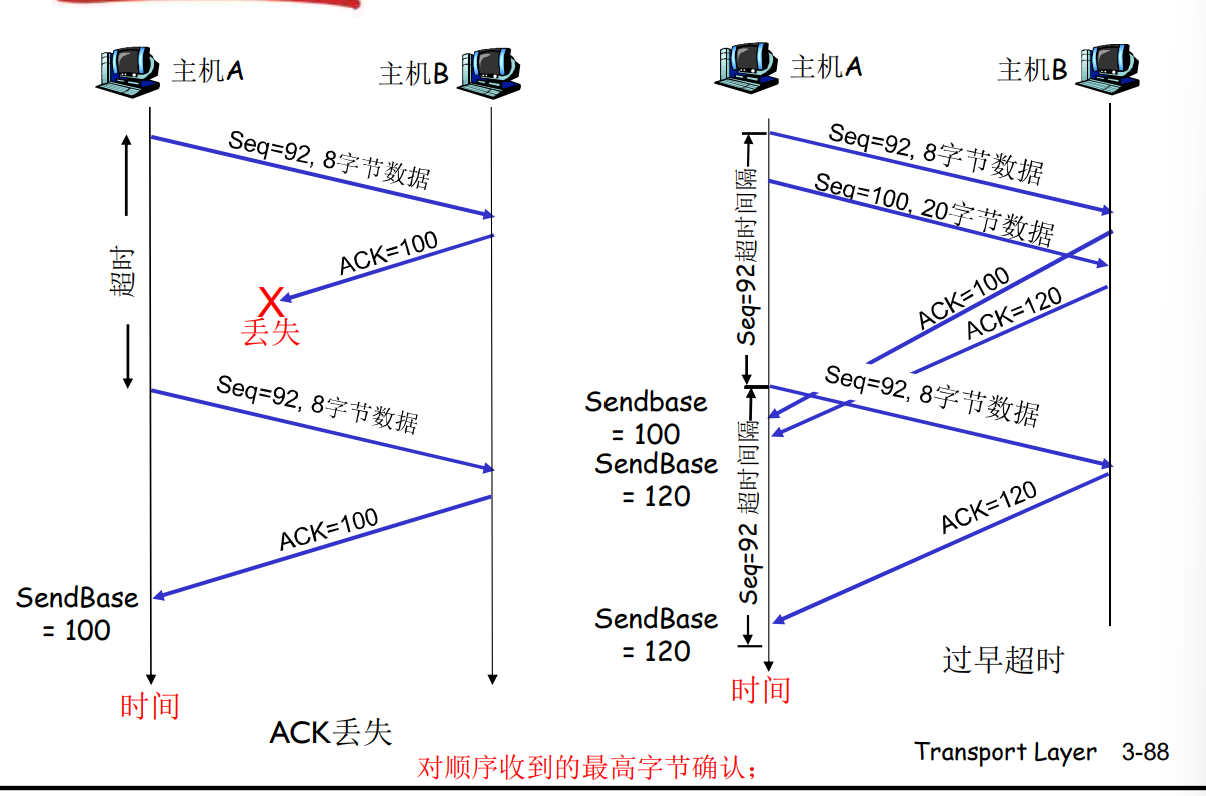 主机A
主机B
Seq=92, 8字节数据
ACK=100
超时
X
丢失
Seq=92, 8字节数据
ACK=100
SendBase
= 100
时间
ACK丢失
主机A
主机B
Seq=92, 8字节数据
Seq=100, 20字节数据
Seq=92超时间隔
ACK=100
ACK=120
Seq=92, 8字节数据
Sendbase
= 100
SendBase
= 120
Seq=92 超时间隔
ACK=120
SendBase
= 120
过早超时
时间
对顺序收到的最高字节确认；
Transport Layer 3-88